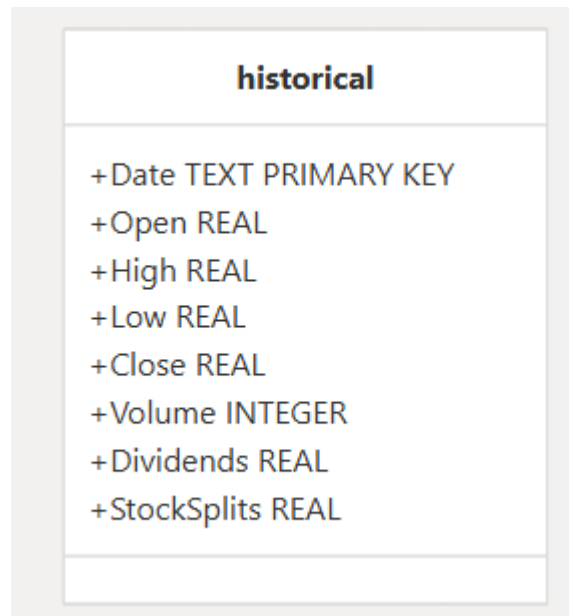 historical
+Date TEXT PRIMARY KEY
+Open REAL
+High REAL
+Low REAL
+Close REAL
+Volume INTEGER
+Dividends REAL
+StockSplits REAL